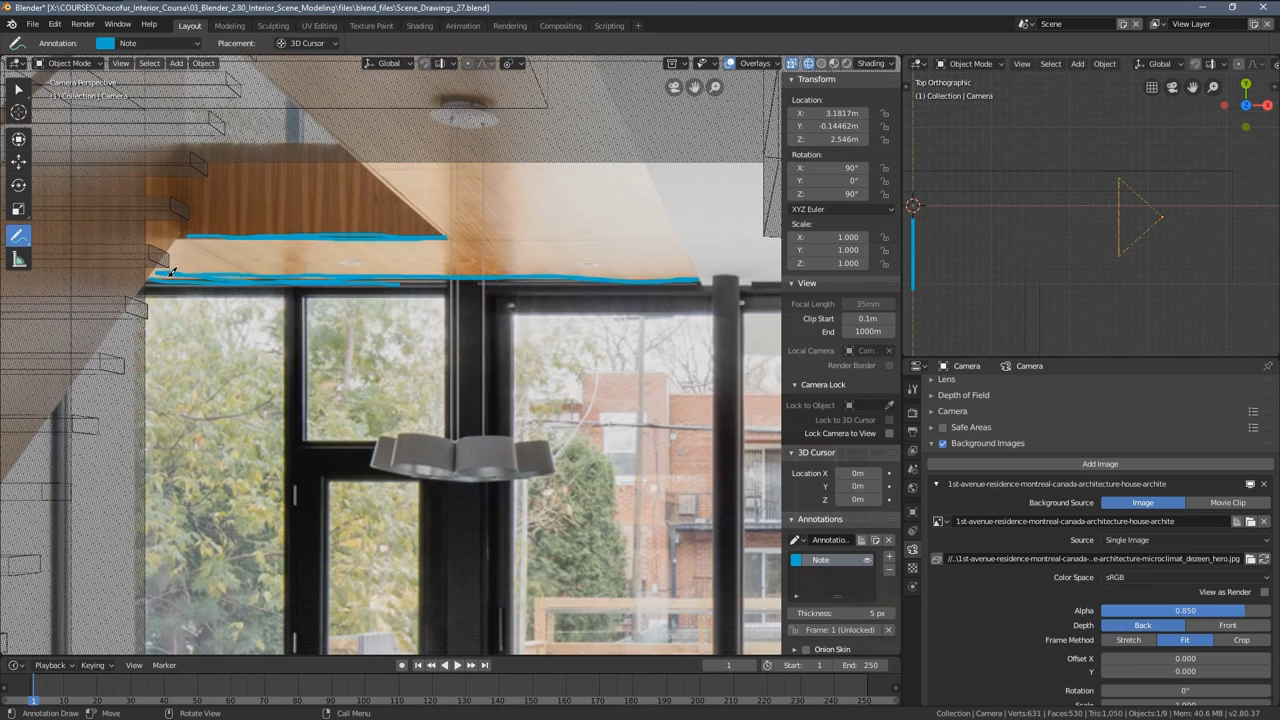 Blender* [X:\COURSES\Chocofur_Interior_Course\03_Blender_2.80_Interior_Scene_Modeling\files\blend_files\Scene_Drawings_27.blend]
File Edit Render Window Help Layout Modeling Sculpting UV Editing Texture Paint Shading Animation Rendering Compositing Scripting + Scene View Layer
Annotation: Note Placement: 3D Cursor
Object Mode View Select Add Object Global Overlays Shading Object Mode View Select Add Object Global
Camera Perspective
(1) Collection | Camera
Top Orthographic
(1) Collection | Camera
Y
X
Z
Transform
Location:
X: 3.1817m
Y: -0.14462m
Z: 2.546m
Rotation:
X: 90°
Y: 0°
Z: 90°
XYZ Euler
Scale:
X: 1.000
Y: 1.000
Z: 1.000
View
Focal Length 35mm
Clip Start 0.1m
End 1000m
Local Camera Cam..
Render Border
Camera Lock
Lock to Object
Lock to 3D Cursor
Lock Camera to View
3D Cursor
Location X 0m
Y 0m
Z 0m
Annotations
Annotatio..
Note
Thickness: 5 px
Frame: 1 (Unlocked)
Onion Skin
Camera Camera
Lens
Depth of Field
Camera
Safe Areas
Background Images
Add Image
1st-avenue-residence-montreal-canada-architecture-house-archite
Background Source Image Movie Clip
1st-avenue-residence-montreal-canada-architecture-house-archite
Source Single Image
//..\1st-avenue-residence-montreal-canada-..e-architecture-microclimat_dezeen_hero.jpg
Color Space sRGB
View as Render
Alpha 0.850
Depth Back Front
Frame Method Stretch Fit Crop
Offset X 0.000
Y 0.000
Rotation 0°
Playback Keying View Marker 1 Start: 1 End: 250
1 10 20 30 40 50 60 70 80 90 100 110 120 130 140 150 160 170 180 190 200 210 220 230 240 250
Annotation Draw Move Rotate View Call Menu Collection | Camera | Verts:631 | Faces:530 | Tris:1,050 | Objects:1/9 | Mem: 40.6 MB | v2.80.37